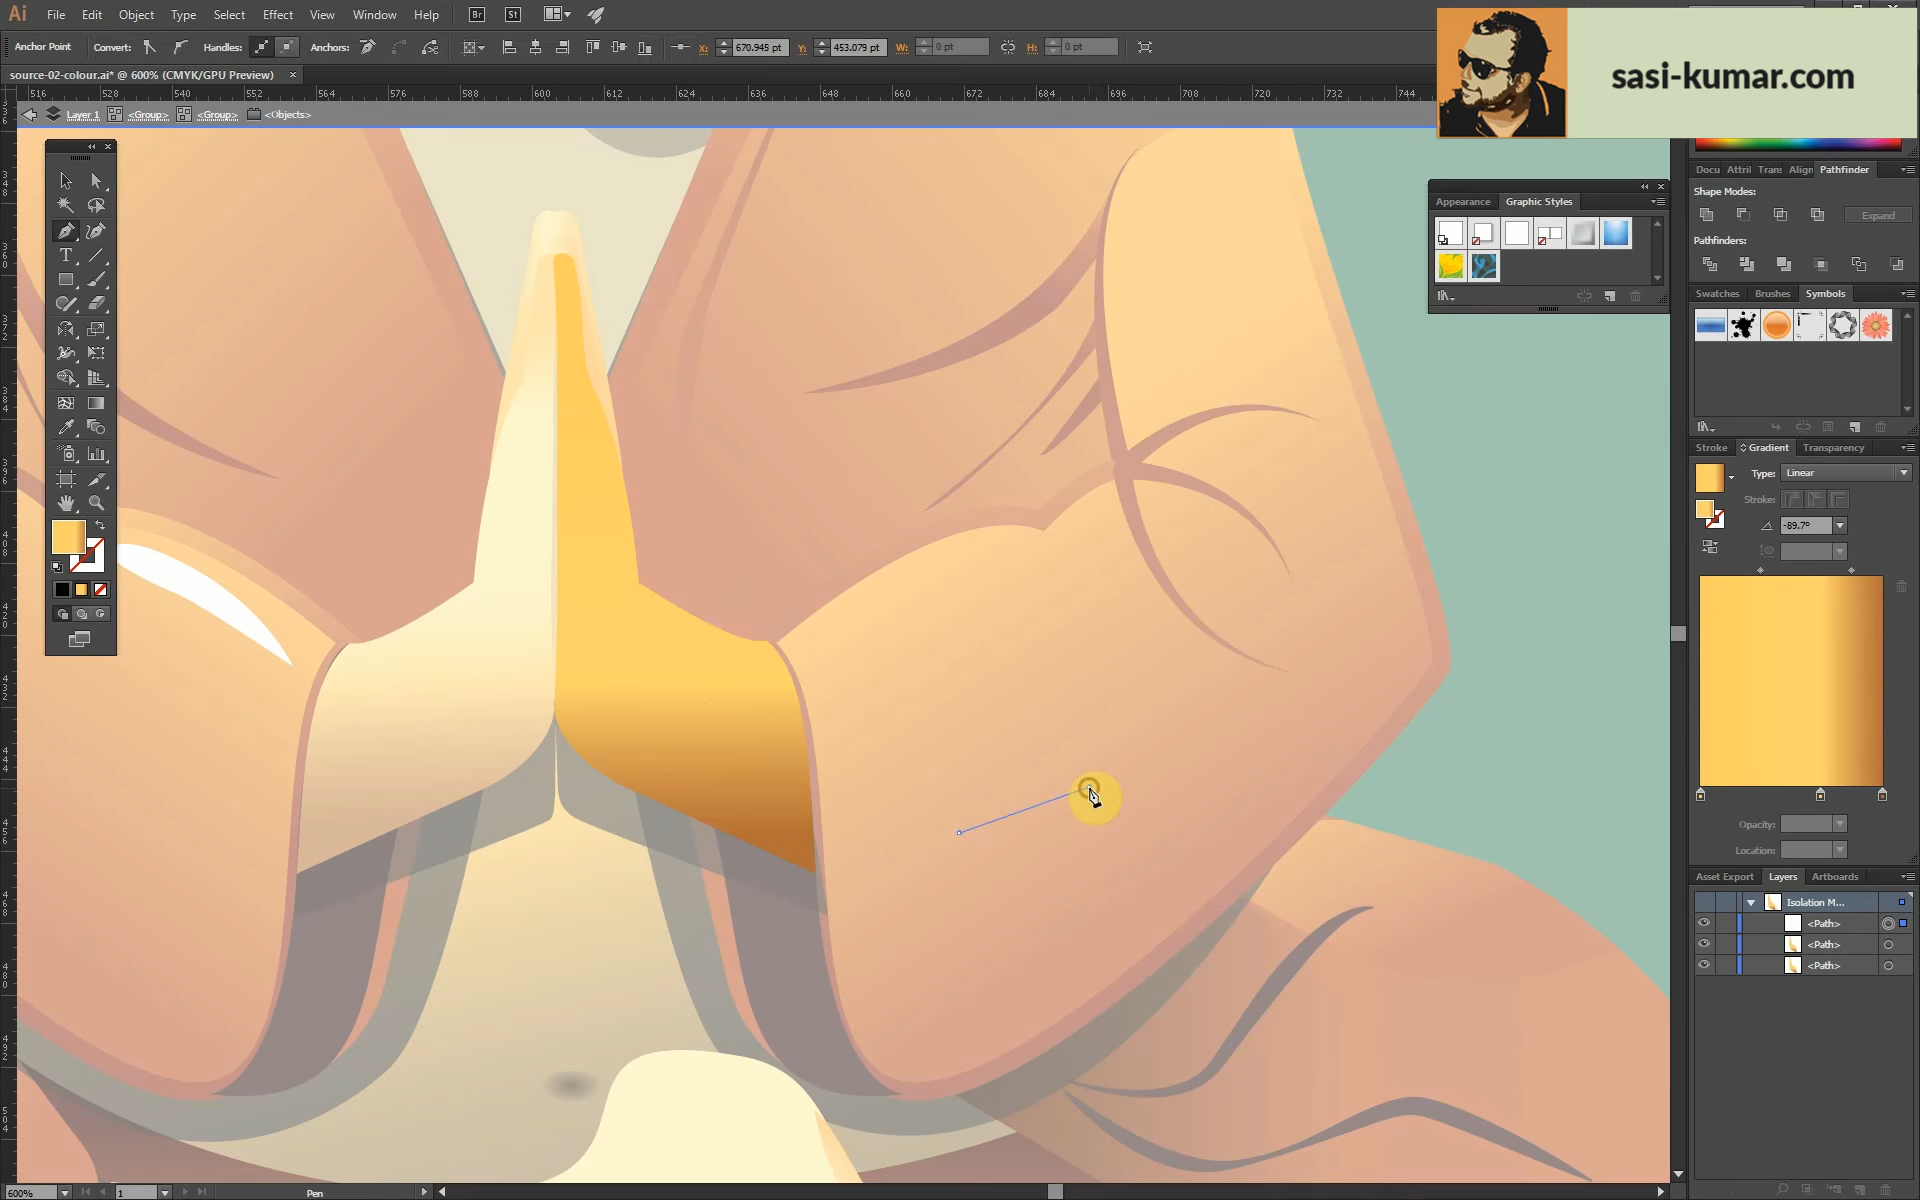 Ai File Edit Object Type Select Effect View Window Help Br St
Anchor Point Convert: Handles: Anchors: X: 670.945 pt Y: 453.079 pt W: 0 pt H: 0 pt
sasi-kumar.com
source-02-colour.ai* @ 600% (CMYK/GPU Preview) ×
516 528 540 552 564 576 588 600 612 624 636 648 660 672 684 696 708 720 732 744
Layer 1 <Group> <Group> <Objects>
Docu Attri Trans Align Pathfinder
Shape Modes:
Expand
Pathfinders:
Appearance Graphic Styles
Swatches Brushes Symbols
Stroke Gradient Transparency
Type: Linear
Stroke:
-89.7°
Opacity:
Location:
Asset Export Layers Artboards
Isolation M...
<Path>
<Path>
<Path>
600% 1 Pen